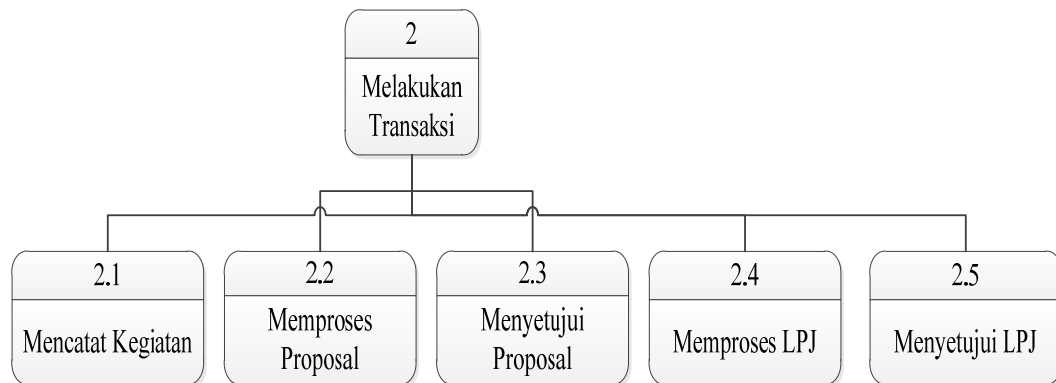 2
Melakukan
Transaksi
2.1
Mencatat Kegiatan
2.2
Memproses
Proposal
2.3
Menyetujui
Proposal
2.4
Memproses LPJ
2.5
Menyetujui LPJ